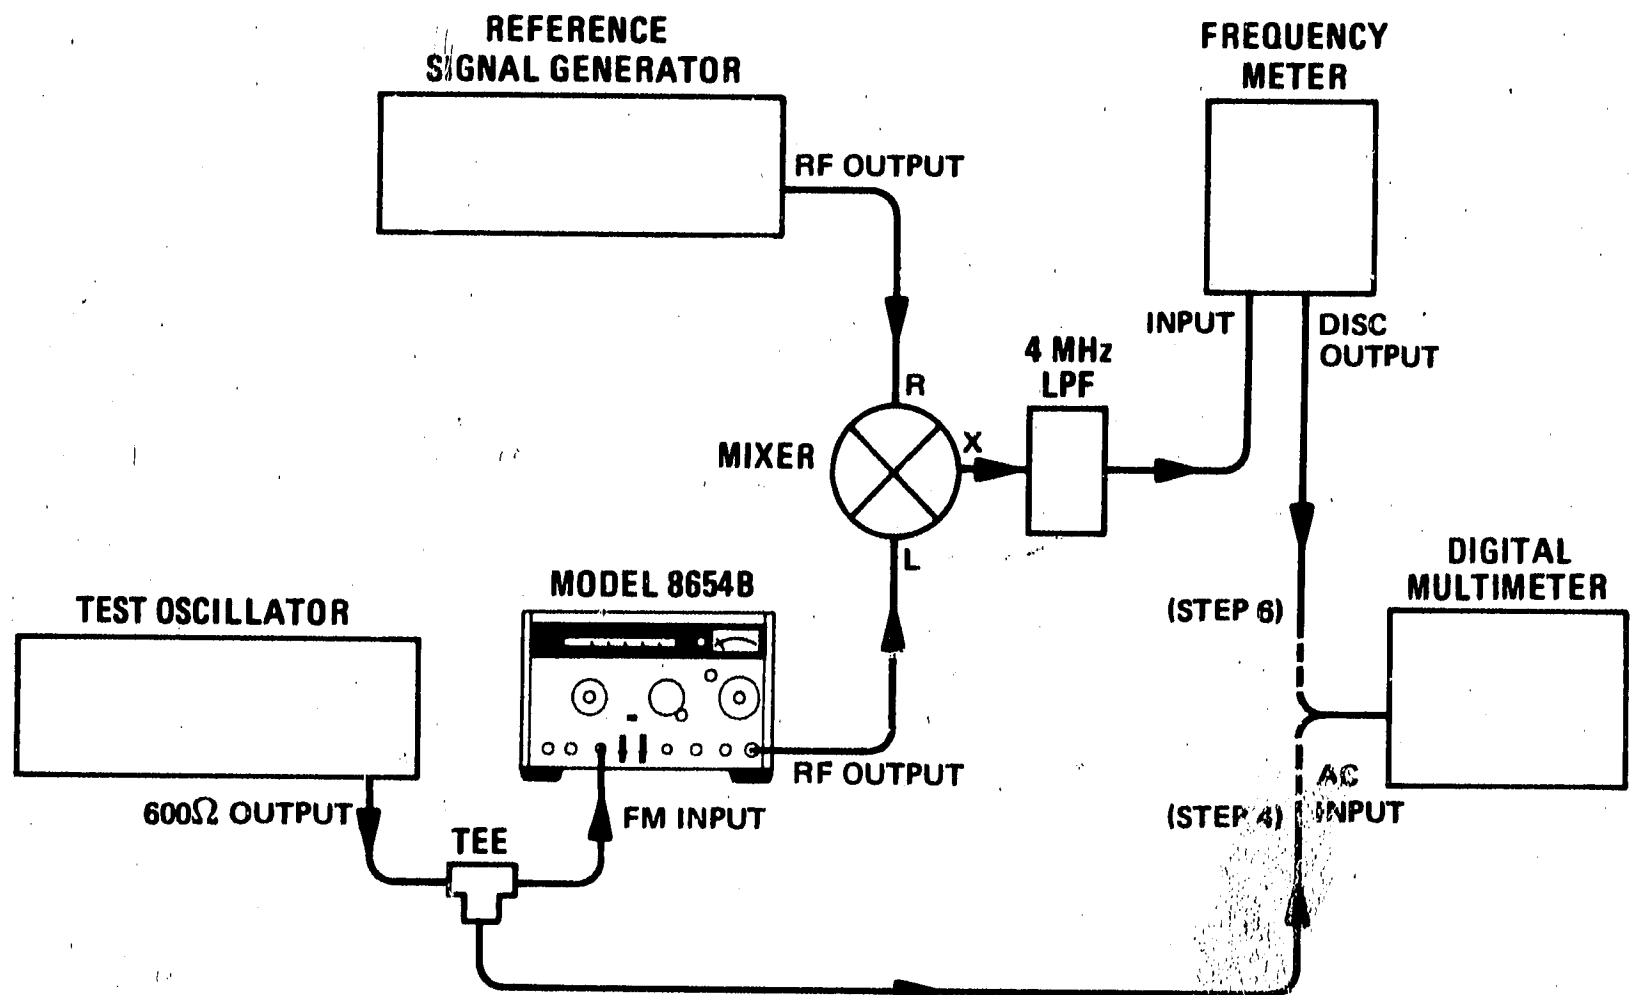 REFERENCE
SIGNAL GENERATOR
RF OUTPUT
FREQUENCY
METER
INPUT
DISC
OUTPUT
4 MHz
LPF
R
MIXER
X
L
DIGITAL
MULTIMETER
(STEP 6)
MODEL 8654B
TEST OSCILLATOR
RF OUTPUT
AC
INPUT
(STEP 4)
600Ω OUTPUT
FM INPUT
TEE